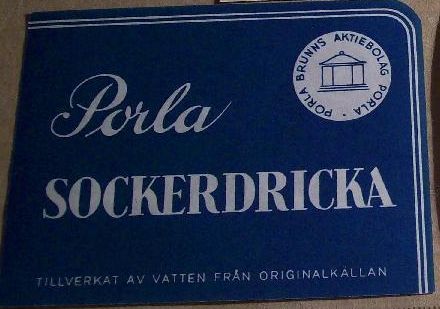 PORLA BRUNNS AKTIEBOLAG PORLA
Porla
SOCKERDRICKA
TILLVERKAT AV VATTEN FRÅN ORIGINALKÄLLAN